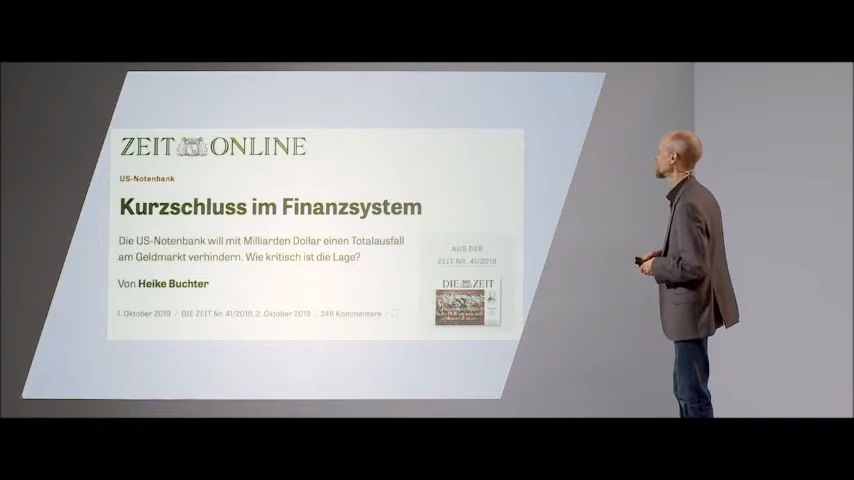 ZEIT ONLINE
US-Notenbank
Kurzschluss im Finanzsystem
Die US-Notenbank will mit Milliarden Dollar einen Totalausfall
am Geldmarkt verhindern. Wie kritisch ist die Lage?
Von Heike Buchter
1. Oktober 2019 / DIE ZEIT Nr. 41/2019, 2. Oktober 2019 / 246 Kommentare /
AUS DER
ZEIT NR. 41/2019
DIE ZEIT